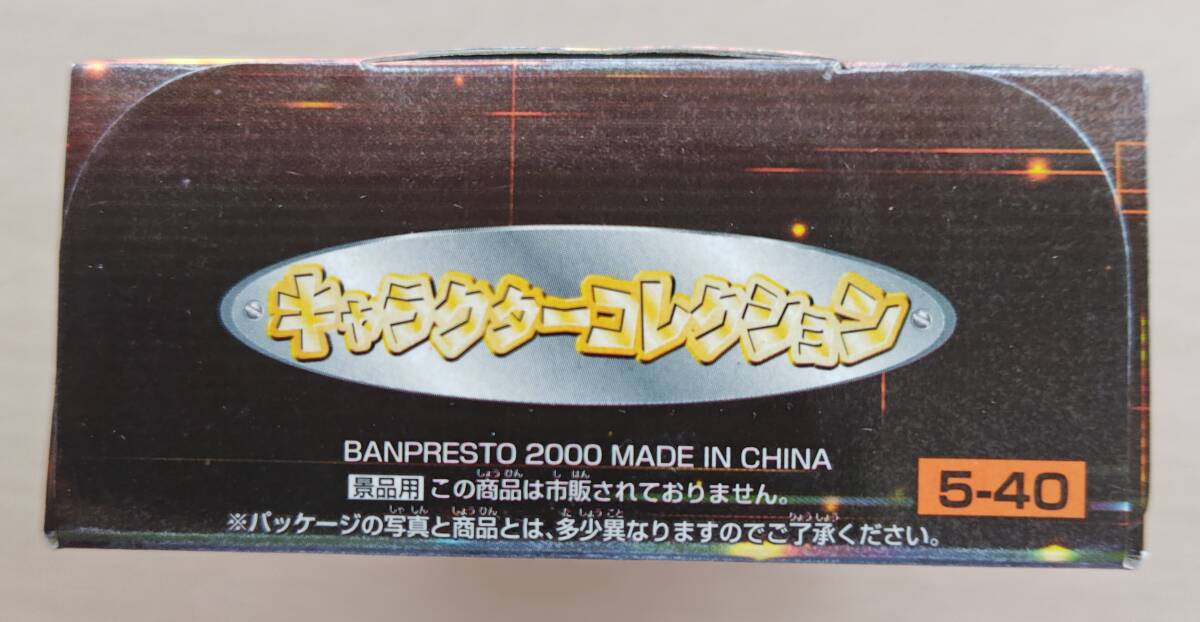 キャラクターコレクション
BANPRESTO 2000 MADE IN CHINA
景品用 この商品は市販されておりません。
5-40
※パッケージの写真と商品とは、多少異なりますのでご了承ください。